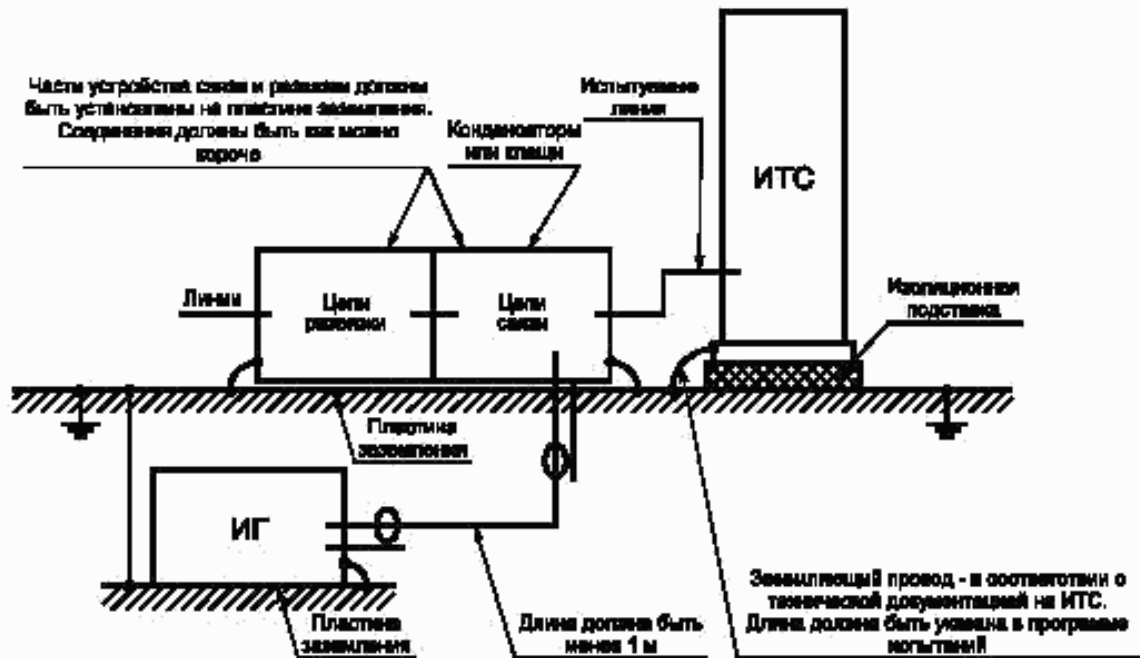 Части устройства связи и развязки должны
быть установлены на пластине заземления.
Соединения должны быть как можно
короче
Конденсаторы
или клещи
Испытуемые
линия
ИТС
Линии
Цепи
развязки
Цепи
связи
Изоляционная
подставка
Пластина
заземления
ИГ
Пластина
заземления
Длина должна быть
менее 1 м
Заземляющий провод - в соответствии с
технической документацией на ИТС.
Длина должна быть указана в программе
испытаний